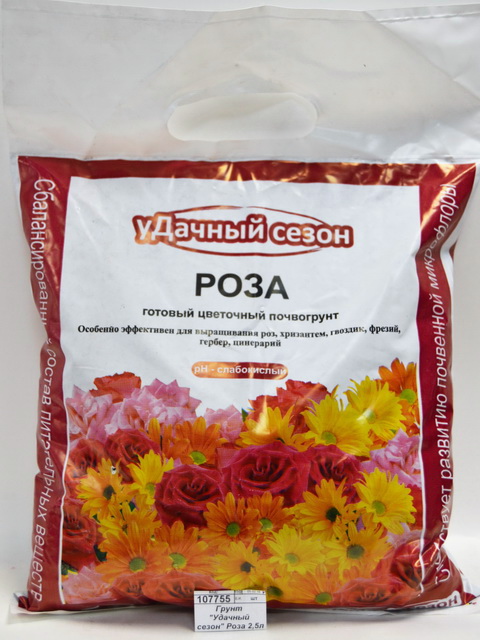 уДачный сезон
РОЗА
готовый цветочный почвогрунт
Особенно эффективен для выращивания роз, хризантем, гвоздик, фрезий,
гербер, цинерарий
pH - слабокислый
Сбалансированный состав питательных веществ
развитию почвенной микрофлоры
107755 шт
Грунт
"Удачный
сезон" Роза 2,5л